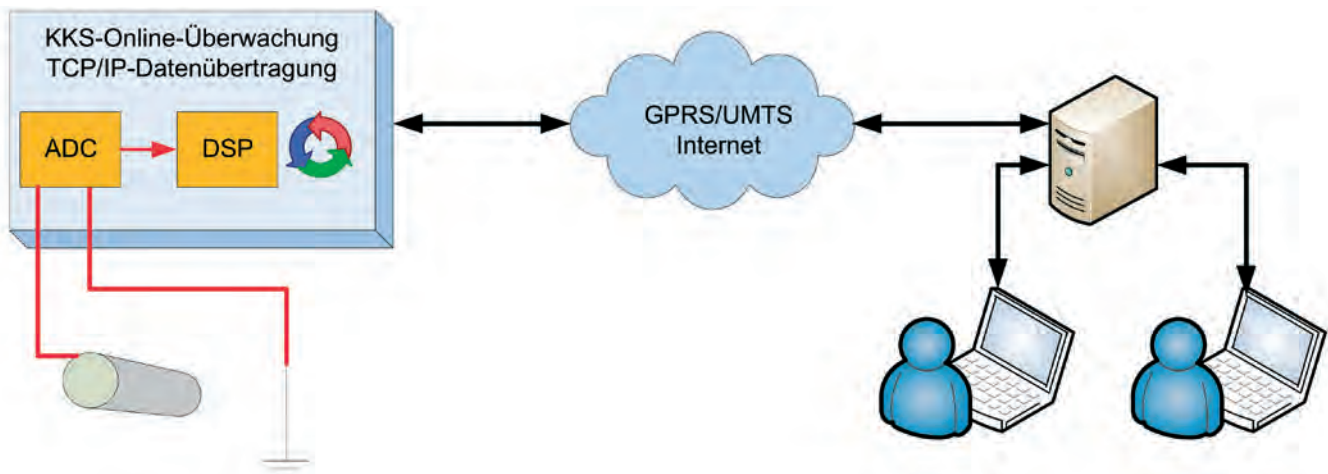 KKS-Online-Überwachung
TCP/IP-Datenübertragung
ADC
DSP
GPRS/UMTS
Internet